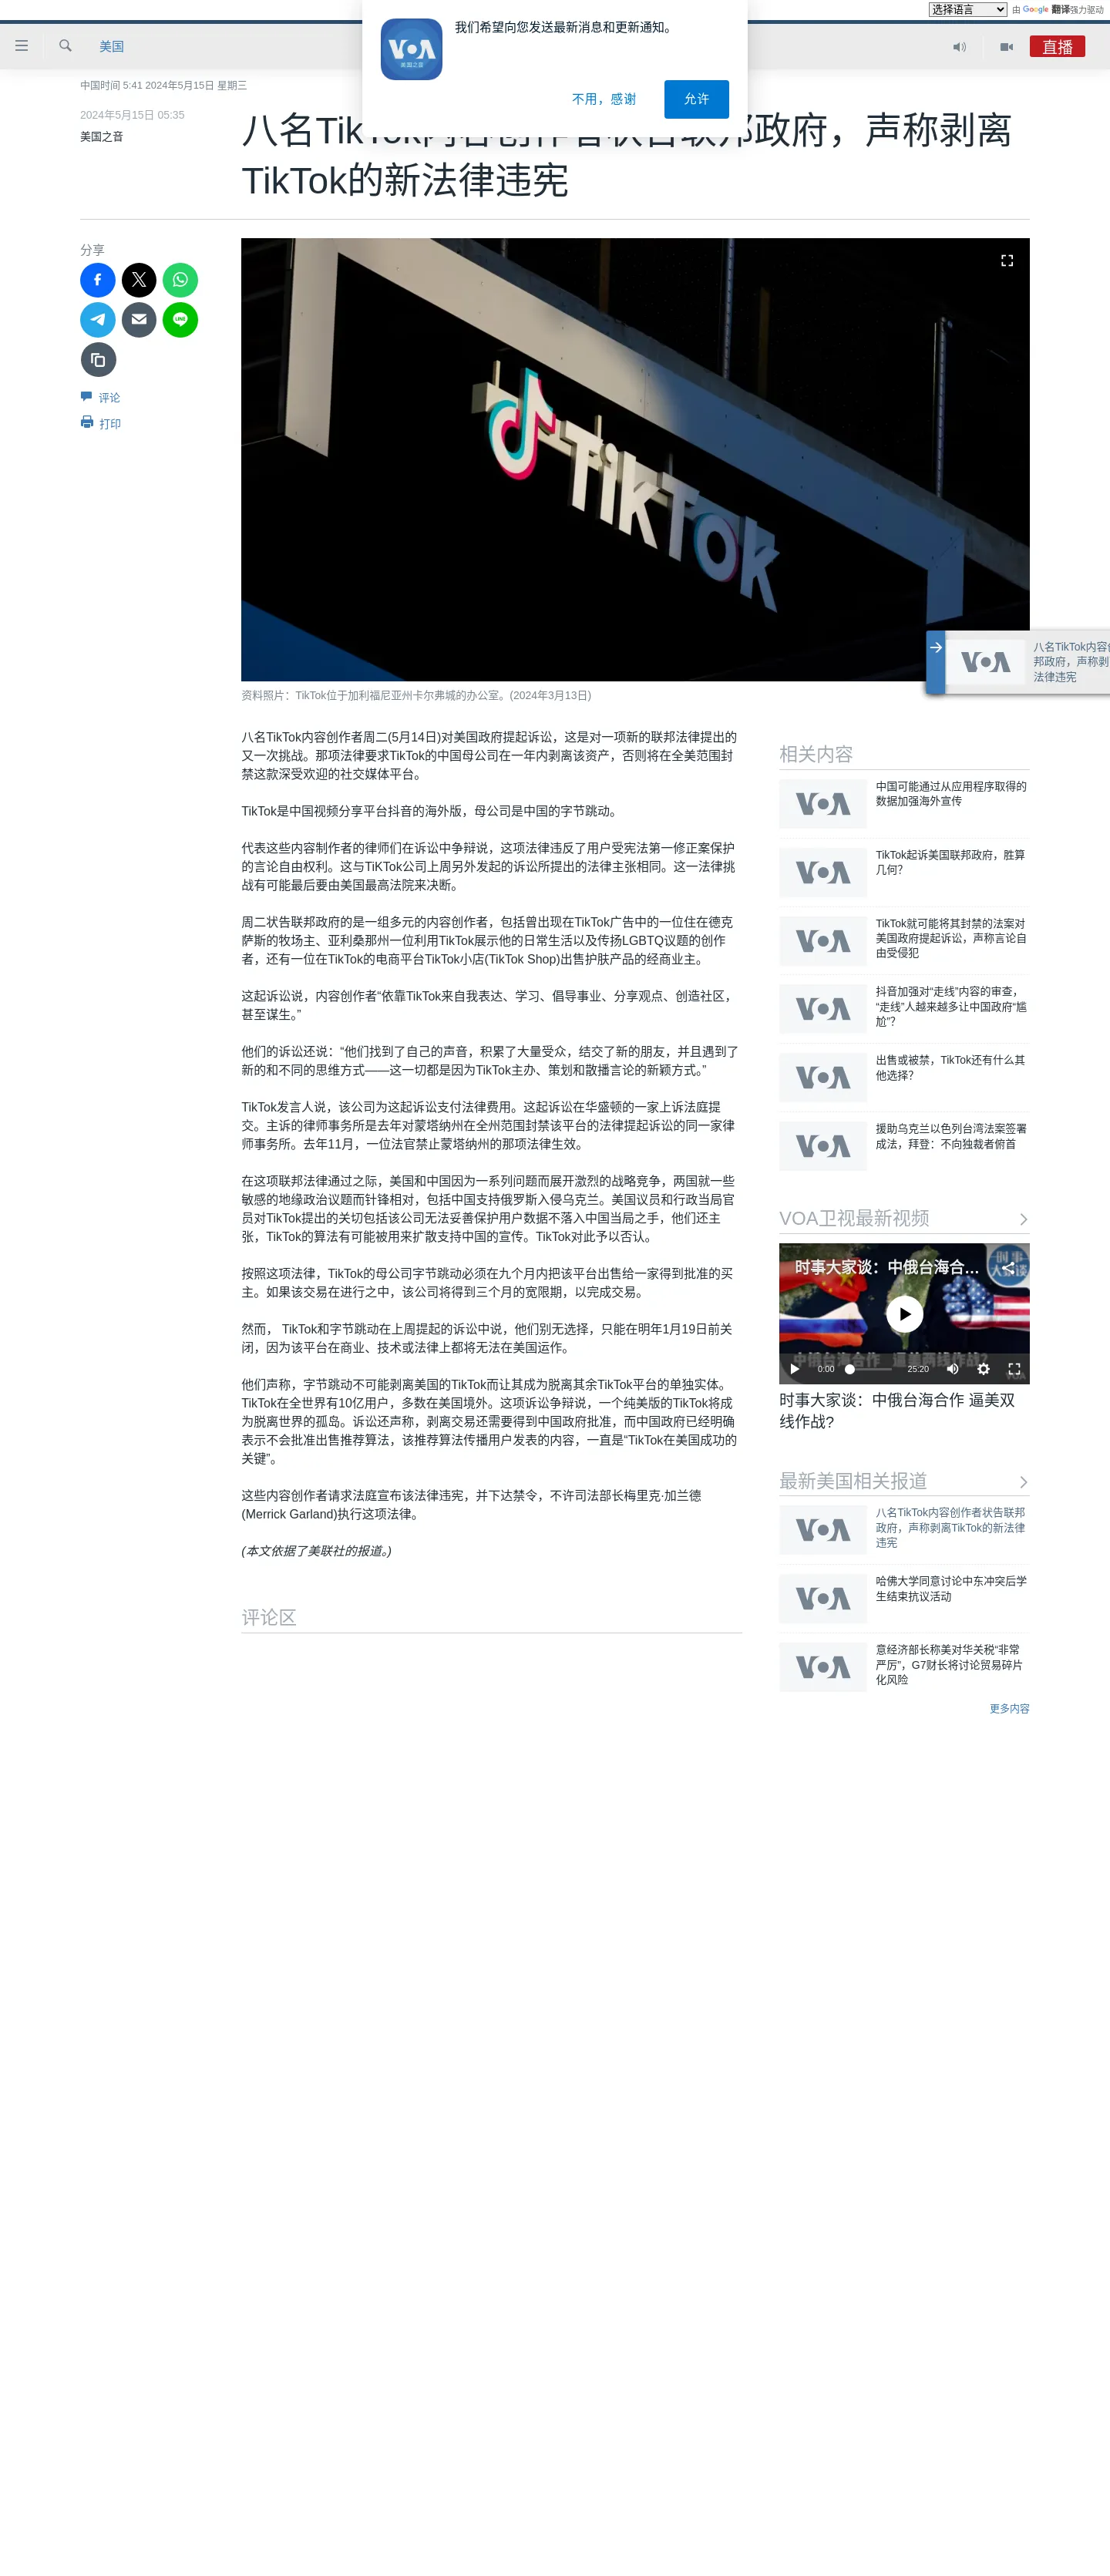 选择语言
由 Google 翻译强力驱动
我们希望向您发送最新消息和更新通知。
VOA
美国之音
不用，感谢
允许
美国
直播
中国时间 5:41 2024年5月15日 星期三
2024年5月15日 05:35
美国之音
八名TikTok内容创作者状告联邦政府，声称剥离
TikTok的新法律违宪
分享
LINE
评论
打印
TikTok
资料照片：TikTok位于加利福尼亚州卡尔弗城的办公室。(2024年3月13日)
VOA
八名TikTok内容
邦政府，声称剥
法律违宪
八名TikTok内容创作者周二(5月14日)对美国政府提起诉讼，这是对一项新的联邦法律提出的
又一次挑战。那项法律要求TikTok的中国母公司在一年内剥离该资产，否则将在全美范围封
禁这款深受欢迎的社交媒体平台。
TikTok是中国视频分享平台抖音的海外版，母公司是中国的字节跳动。
代表这些内容制作者的律师们在诉讼中争辩说，这项法律违反了用户受宪法第一修正案保护
的言论自由权利。这与TiKTok公司上周另外发起的诉讼所提出的法律主张相同。这一法律挑
战有可能最后要由美国最高法院来决断。
周二状告联邦政府的是一组多元的内容创作者，包括曾出现在TikTok广告中的一位住在德克
萨斯的牧场主、亚利桑那州一位利用TikTok展示他的日常生活以及传扬LGBTQ议题的创作
者，还有一位在TikTok的电商平台TikTok小店(TikTok Shop)出售护肤产品的经商业主。
这起诉讼说，内容创作者“依靠TikTok来自我表达、学习、倡导事业、分享观点、创造社区，
甚至谋生。”
他们的诉讼还说：“他们找到了自己的声音，积累了大量受众，结交了新的朋友，并且遇到了
新的和不同的思维方式——这一切都是因为TikTok主办、策划和散播言论的新颖方式。”
TikTok发言人说，该公司为这起诉讼支付法律费用。这起诉讼在华盛顿的一家上诉法庭提
交。主诉的律师事务所是去年对蒙塔纳州在全州范围封禁该平台的法律提起诉讼的同一家律
师事务所。去年11月，一位法官禁止蒙塔纳州的那项法律生效。
在这项联邦法律通过之际，美国和中国因为一系列问题而展开激烈的战略竞争，两国就一些
敏感的地缘政治议题而针锋相对，包括中国支持俄罗斯入侵乌克兰。美国议员和行政当局官
员对TikTok提出的关切包括该公司无法妥善保护用户数据不落入中国当局之手，他们还主
张，TikTok的算法有可能被用来扩散支持中国的宣传。TikTok对此予以否认。
按照这项法律，TikTok的母公司字节跳动必须在九个月内把该平台出售给一家得到批准的买
主。如果该交易在进行之中，该公司将得到三个月的宽限期，以完成交易。
然而， TikTok和字节跳动在上周提起的诉讼中说，他们别无选择，只能在明年1月19日前关
闭，因为该平台在商业、技术或法律上都将无法在美国运作。
他们声称，字节跳动不可能剥离美国的TikTok而让其成为脱离其余TikTok平台的单独实体。
TikTok在全世界有10亿用户，多数在美国境外。这项诉讼争辩说，一个纯美版的TikTok将成
为脱离世界的孤岛。诉讼还声称，剥离交易还需要得到中国政府批准，而中国政府已经明确
表示不会批准出售推荐算法，该推荐算法传播用户发表的内容，一直是“TikTok在美国成功的
关键”。
这些内容创作者请求法庭宣布该法律违宪，并下达禁令，不许司法部长梅里克·加兰德
(Merrick Garland)执行这项法律。
(本文依据了美联社的报道。)
评论区
相关内容
VOA
中国可能通过从应用程序取得的
数据加强海外宣传
VOA
TikTok起诉美国联邦政府，胜算
几何？
VOA
TikTok就可能将其封禁的法案对
美国政府提起诉讼，声称言论自
由受侵犯
VOA
抖音加强对“走线”内容的审查，
“走线”人越来越多让中国政府“尴
尬”？
VOA
出售或被禁，TikTok还有什么其
他选择？
VOA
援助乌克兰以色列台湾法案签署
成法，拜登：不向独裁者俯首
VOA卫视最新视频
时事大家谈：中俄台海合...
0:00
25:20
时事大家谈：中俄台海合作 逼美双
线作战?
最新美国相关报道
VOA
八名TikTok内容创作者状告联邦
政府，声称剥离TikTok的新法律
违宪
VOA
哈佛大学同意讨论中东冲突后学
生结束抗议活动
VOA
意经济部长称美对华关税“非常
严厉”，G7财长将讨论贸易碎片
化风险
更多内容